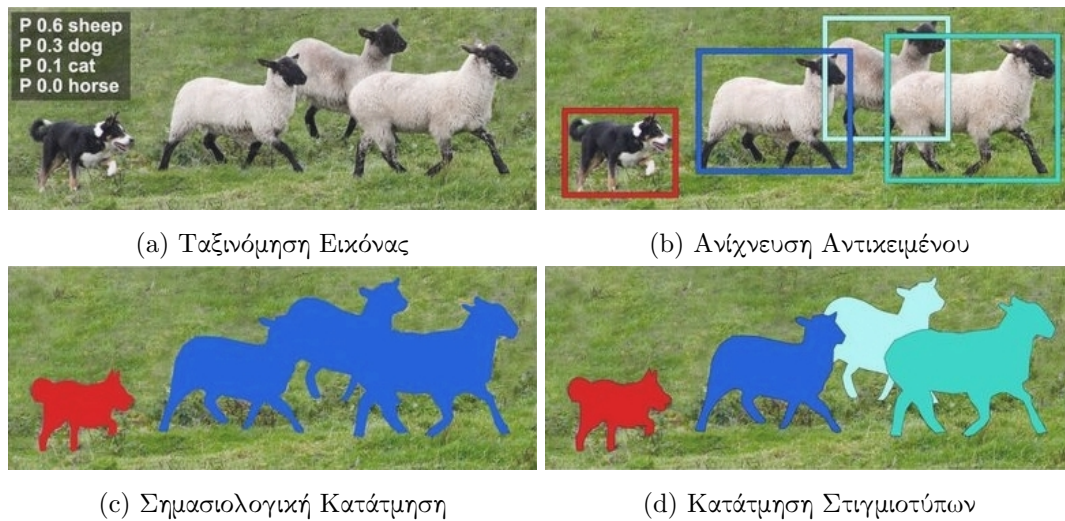 P 0.6 sheep
P 0.3 dog
P 0.1 cat
P 0.0 horse
(a) Ταξινόμηση Εικόνας
(b) Ανίχνευση Αντικειμένου
(c) Σημασιολογική Κατάτμηση
(d) Κατάτμηση Στιγμιοτύπων